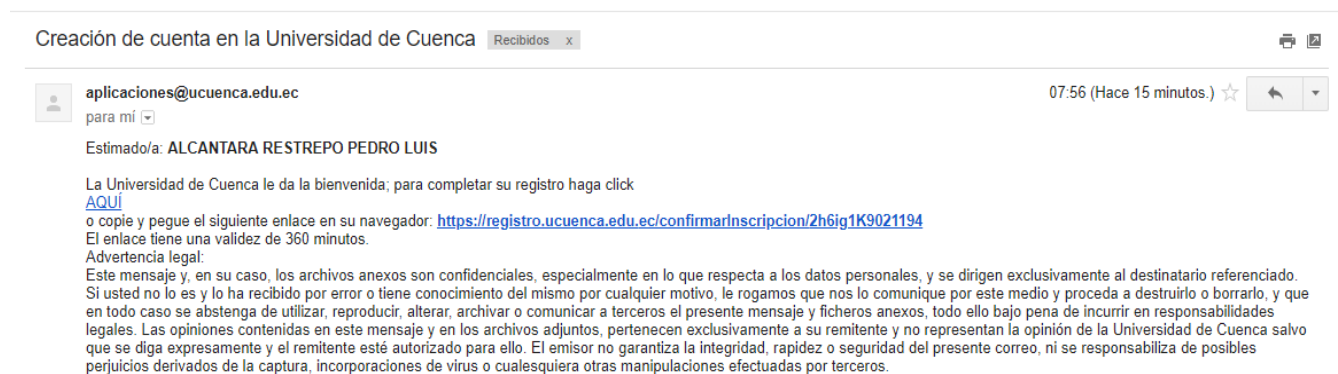 Creación de cuenta en la Universidad de Cuenca Recibidos x
aplicaciones@ucuenca.edu.ec 07:56 (Hace 15 minutos.)
para mí
Estimado/a: ALCANTARA RESTREPO PEDRO LUIS
La Universidad de Cuenca le da la bienvenida; para completar su registro haga click
AQUÍ
o copie y pegue el siguiente enlace en su navegador: https://registro.ucuenca.edu.ec/confirmarInscripcion/2h6ig1K9021194
El enlace tiene una validez de 360 minutos.
Advertencia legal:
Este mensaje y, en su caso, los archivos anexos son confidenciales, especialmente en lo que respecta a los datos personales, y se dirigen exclusivamente al destinatario referenciado.
Si usted no lo es y lo ha recibido por error o tiene conocimiento del mismo por cualquier motivo, le rogamos que nos lo comunique por este medio y proceda a destruirlo o borrarlo, y que
en todo caso se abstenga de utilizar, reproducir, alterar, archivar o comunicar a terceros el presente mensaje y ficheros anexos, todo ello bajo pena de incurrir en responsabilidades
legales. Las opiniones contenidas en este mensaje y en los archivos adjuntos, pertenecen exclusivamente a su remitente y no representan la opinión de la Universidad de Cuenca salvo
que se diga expresamente y el remitente esté autorizado para ello. El emisor no garantiza la integridad, rapidez o seguridad del presente correo, ni se responsabiliza de posibles
perjuicios derivados de la captura, incorporaciones de virus o cualesquiera otras manipulaciones efectuadas por terceros.